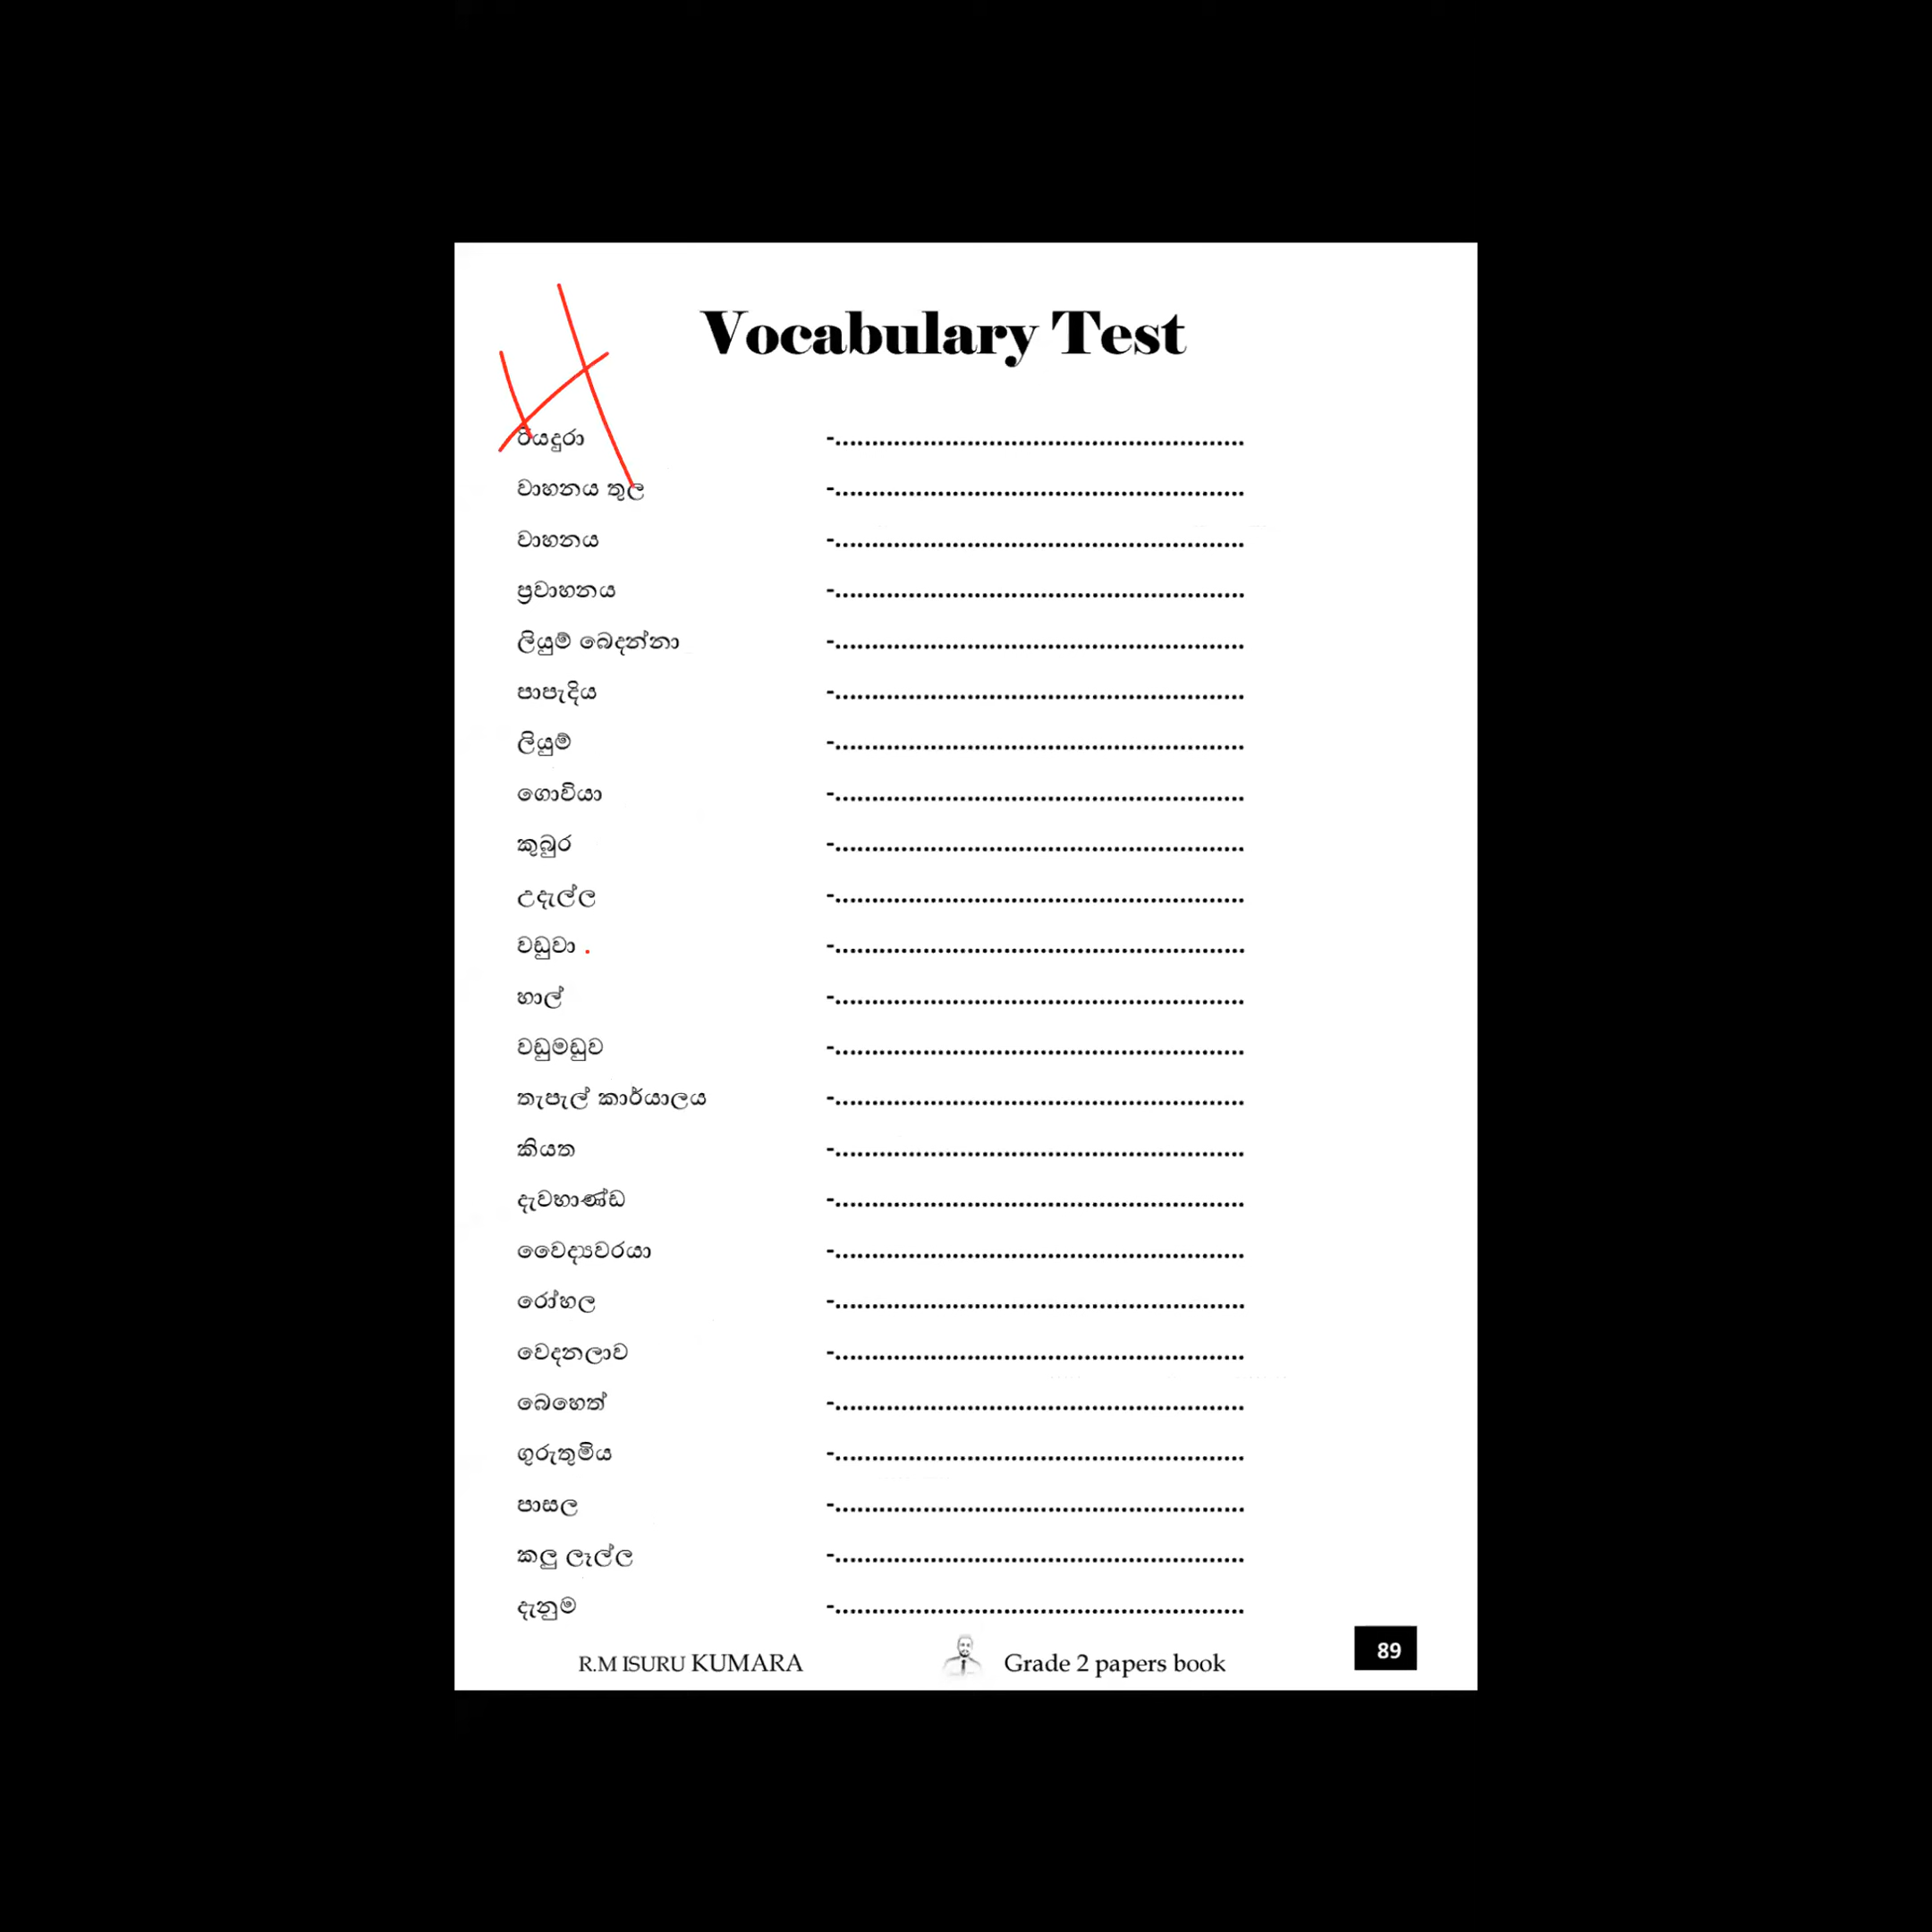 Vocabulary Test
රියදුරා -............................................................
වාහනය තුල -............................................................
වාහනය -............................................................
ප්‍රවාහනය -............................................................
ලියුම් බෙදන්නා -............................................................
පාපැදිය -............................................................
ලියුම් -............................................................
ගොවියා -............................................................
කුබුර -............................................................
උදැල්ල -............................................................
වඩුවා -............................................................
හාල් -............................................................
වඩුමඩුව -............................................................
තැපැල් කාර්යාලය -............................................................
කියත -............................................................
දැවභාණ්ඩ -............................................................
වෛද්‍යවරයා -............................................................
රෝහල -............................................................
වෙදනලාව -............................................................
බෙහෙත් -............................................................
ගුරුතුමිය -............................................................
පාසල -............................................................
කලු ලෑල්ල -............................................................
දැනුම -............................................................
R.M ISURU KUMARA Grade 2 papers book 89